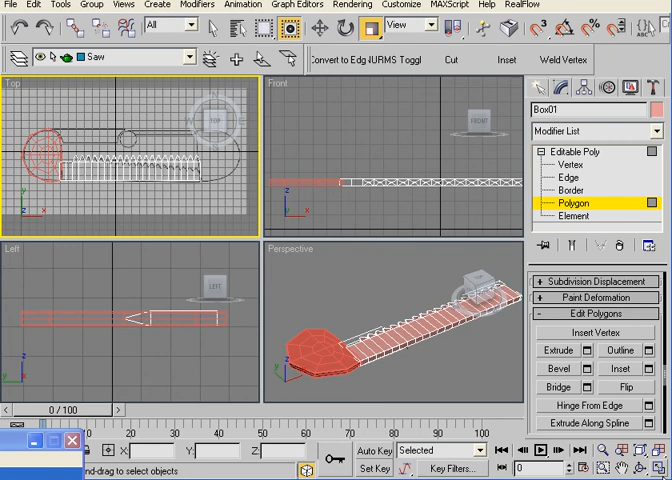 Edit Tools Group Views Create Modifiers Animation Graph Editors Rendering Customize MAXScript Help RealFlow
All View 3
Saw Convert to Edg NURMS Toggl Cut Inset Weld Vertex
Top Front
TOP FRONT
W E
y x z x
Left Perspective
LEFT
z y z x
Box01
Modifier List
Editable Poly
Vertex
Edge
Border
Polygon
Element
+ Subdivision Displacement
+ Paint Deformation
- Edit Polygons
Insert Vertex
Extrude Outline
Bevel Inset
Bridge Flip
Hinge From Edge
Extrude Along Spline
< 0 / 100 >
10 20 30 40 50 60 70 80 90 100
X: Y: Z: Auto Key Selected
nd-drag to select objects Set Key Key Filters... 0